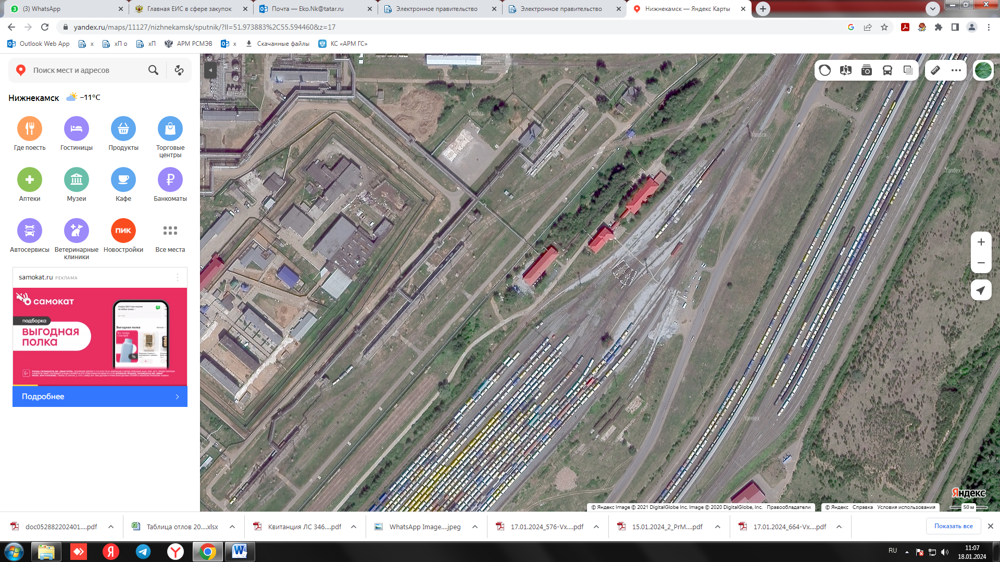 (3) WhatsApp
Главная ЕИС в сфере закупок
Почта — Eko.Nk@tatar.ru
Электронное правительство
Электронное правительство
Нижнекамск — Яндекс Карты
yandex.ru/maps/11127/nizhnekamsk/sputnik/?ll=51.973883%2C55.594460&z=17
Outlook Web App
x
хП о
хП
АРМ РСМЭВ
x
Скачанные файлы
КС «АРМ ГС»
Поиск мест и адресов
Нижнекамск
−11°C
Где поесть
Гостиницы
Продукты
Торговые
центры
Аптеки
Музеи
Кафе
Банкоматы
ПИК
Автосервисы
Ветеринарные
клиники
Новостройки
Все места
samokat.ru РЕКЛАМА
самокат
подборка
ВЫГОДНАЯ
ПОЛКА
Выгодная полка
6+
Подробнее
Yandex
Yandex
Yandex
Yandex
Yandex
Yandex
Яндекс
© Яндекс Image © 2021 DigitalGlobe Inc. Image © 2020 DigitalGlobe, Inc. Правообладатели
© Яндекс Справка Условия использования
50 м
doc052882202401....pdf
Таблица отлов 20....xlsx
Квитанция ЛС 346....pdf
WhatsApp Image....jpeg
17.01.2024_576-Vx....pdf
15.01.2024_2_PrM....pdf
17.01.2024_664-Vx....pdf
Показать все
RU
11:07
18.01.2024